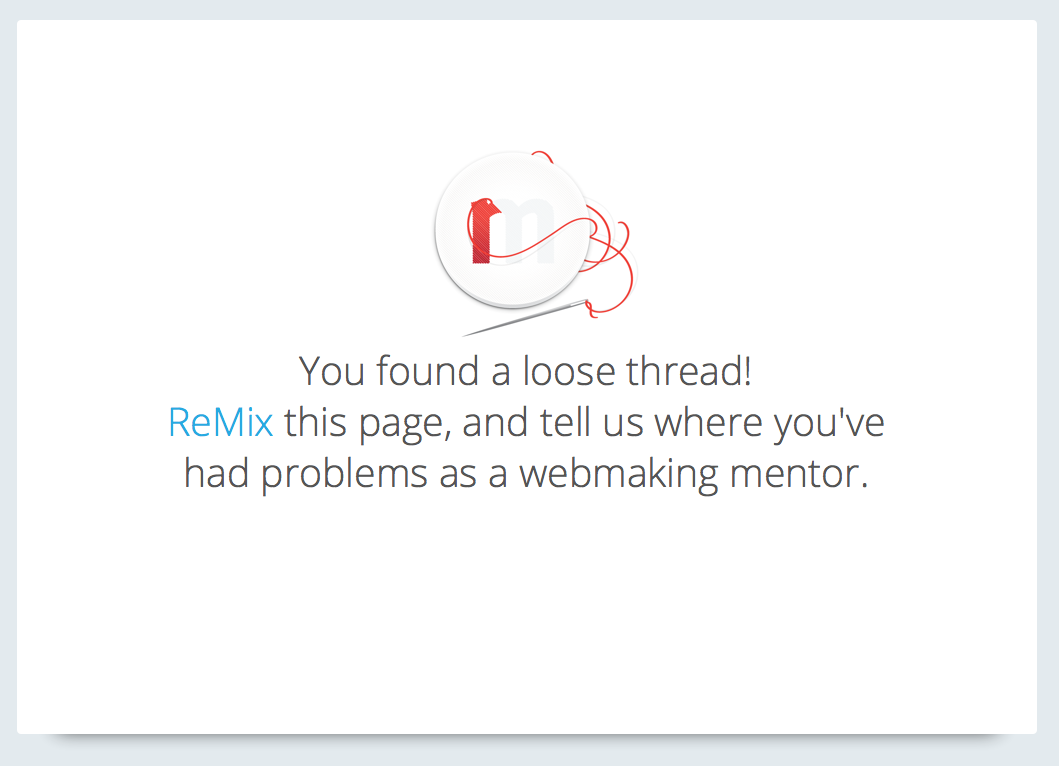 m
You found a loose thread!
ReMix this page, and tell us where you've
had problems as a webmaking mentor.